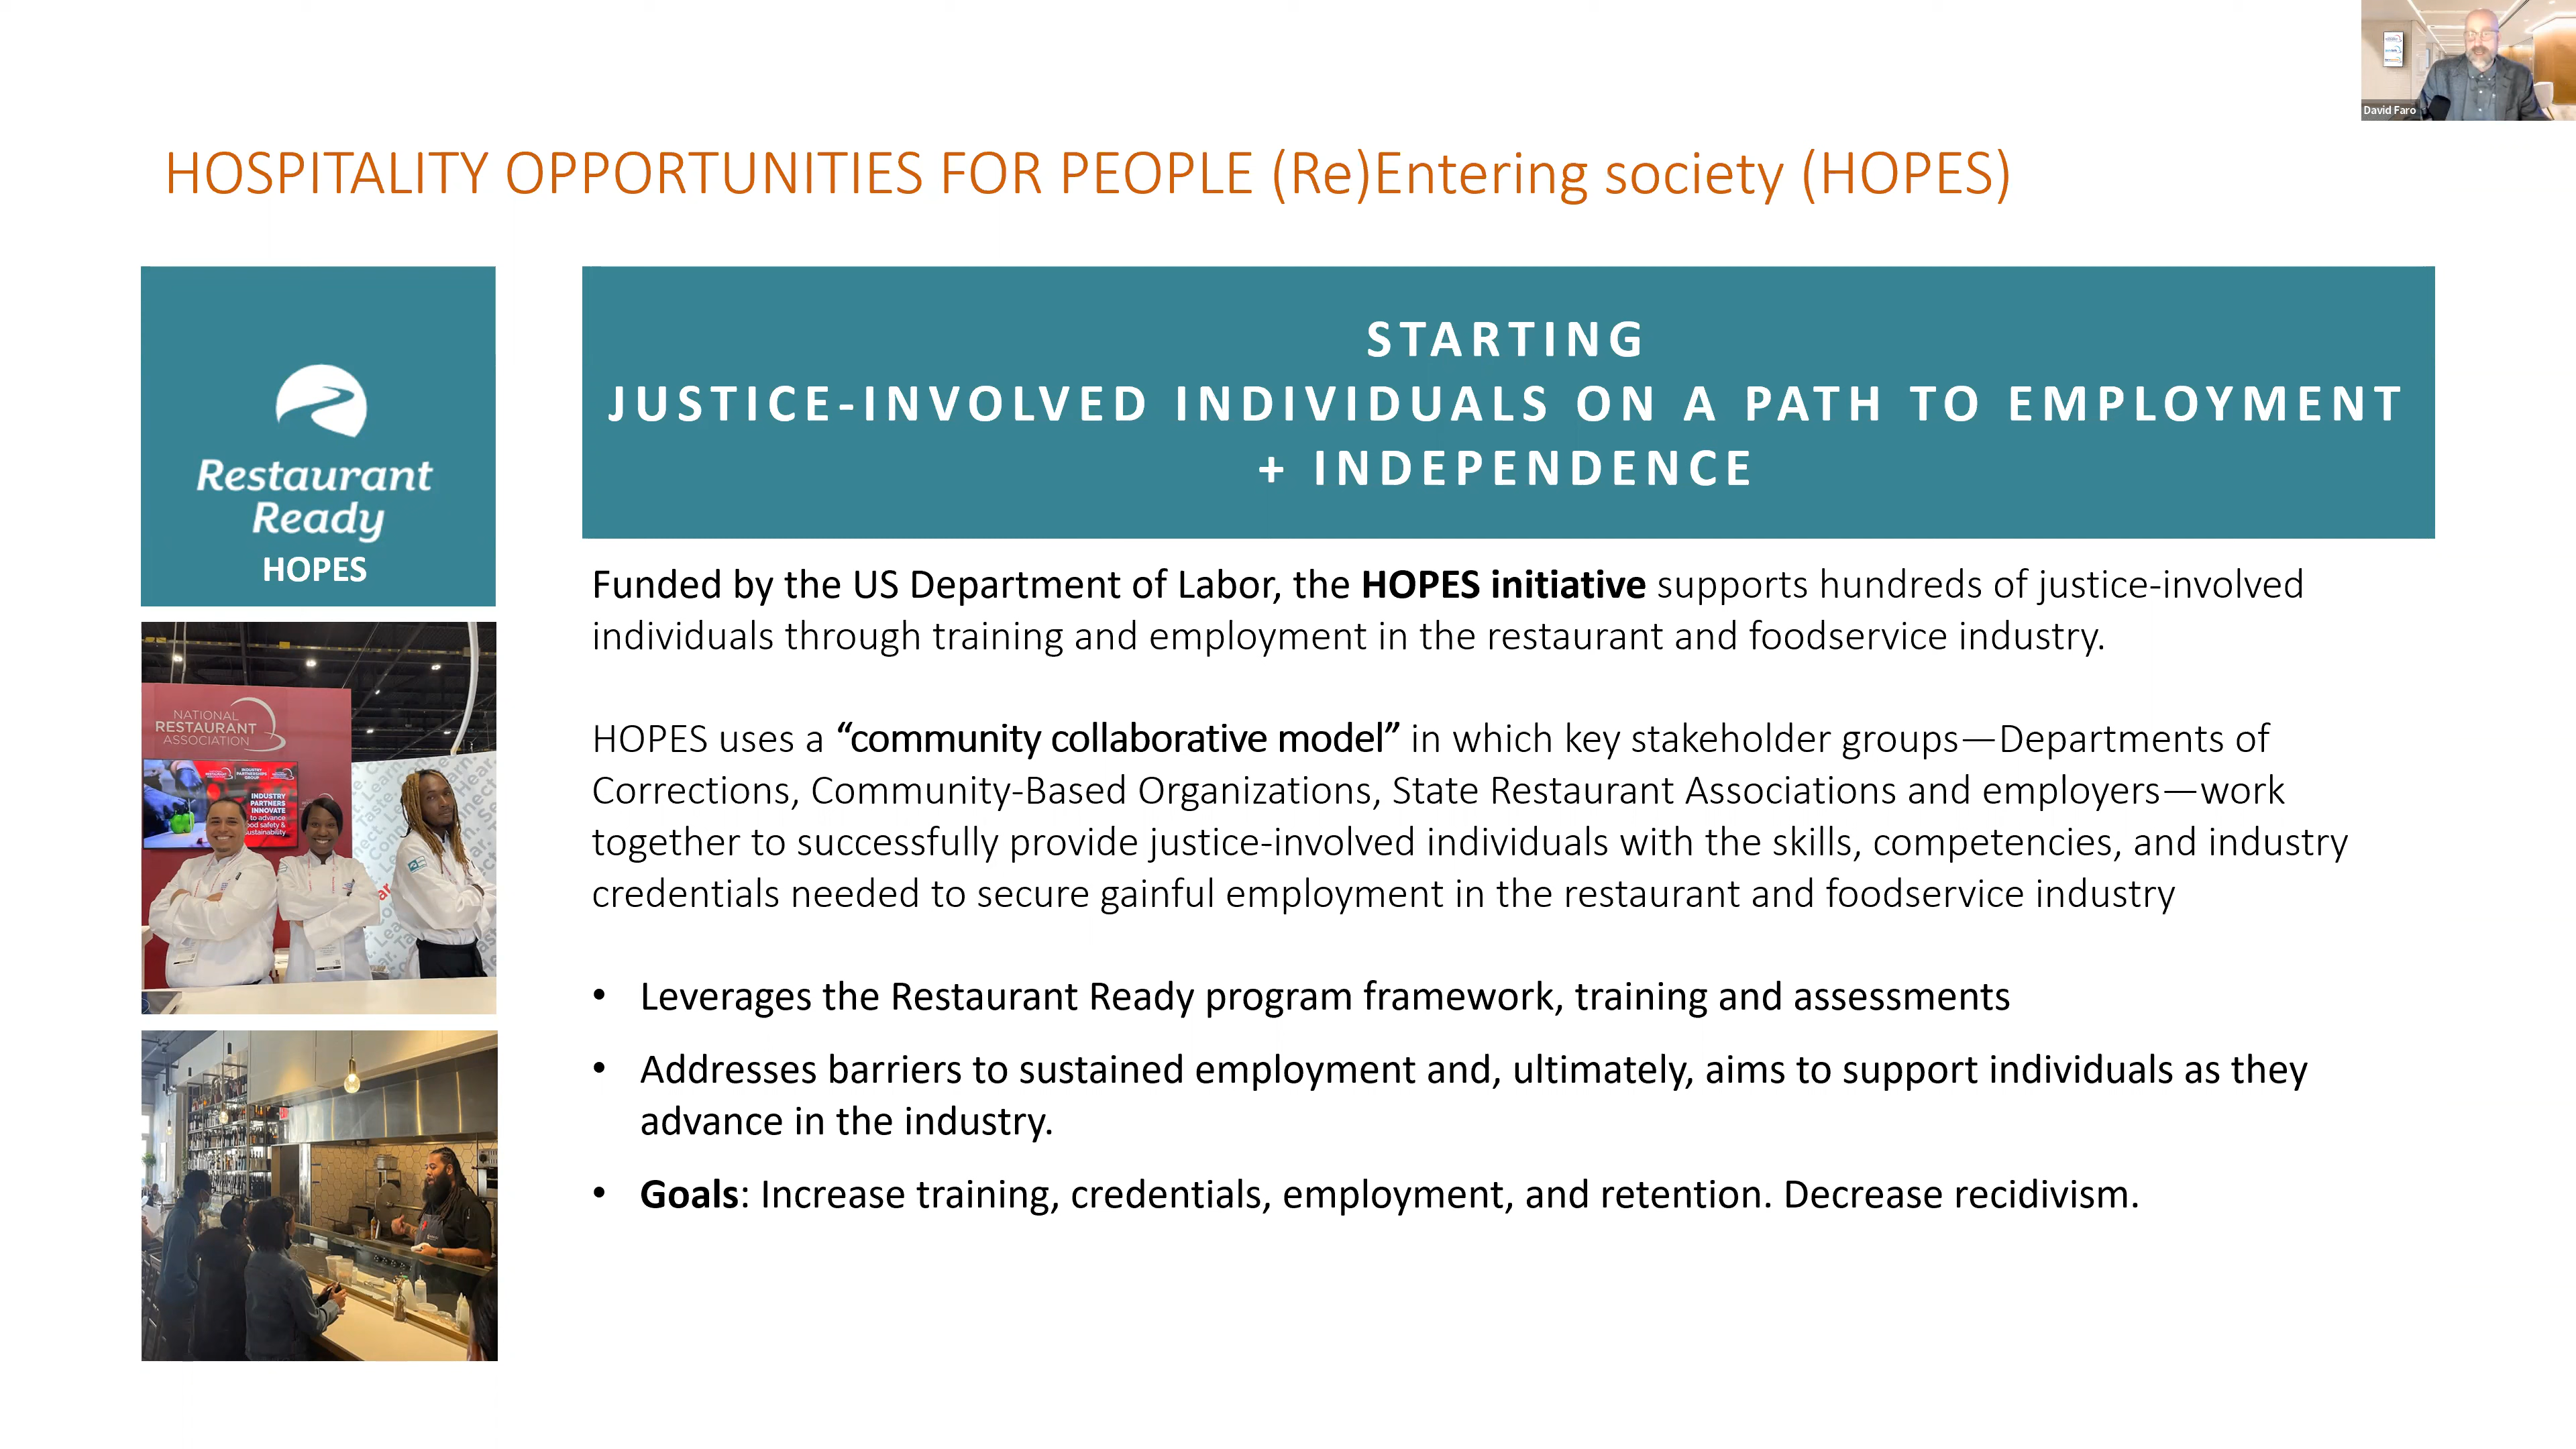 David Faro
HOSPITALITY OPPORTUNITIES FOR PEOPLE (Re)Entering society (HOPES)
Restaurant
Ready
HOPES
STARTING
JUSTICE-INVOLVED INDIVIDUALS ON A PATH TO EMPLOYMENT
+ INDEPENDENCE
Funded by the US Department of Labor, the HOPES initiative supports hundreds of justice-involved
individuals through training and employment in the restaurant and foodservice industry.
HOPES uses a “community collaborative model” in which key stakeholder groups—Departments of
Corrections, Community-Based Organizations, State Restaurant Associations and employers—work
together to successfully provide justice-involved individuals with the skills, competencies, and industry
credentials needed to secure gainful employment in the restaurant and foodservice industry
• Leverages the Restaurant Ready program framework, training and assessments
• Addresses barriers to sustained employment and, ultimately, aims to support individuals as they
advance in the industry.
• Goals: Increase training, credentials, employment, and retention. Decrease recidivism.
NATIONAL
RESTAURANT
ASSOCIATION
INDUSTRY
PARTNERS
INNOVATE
to advance